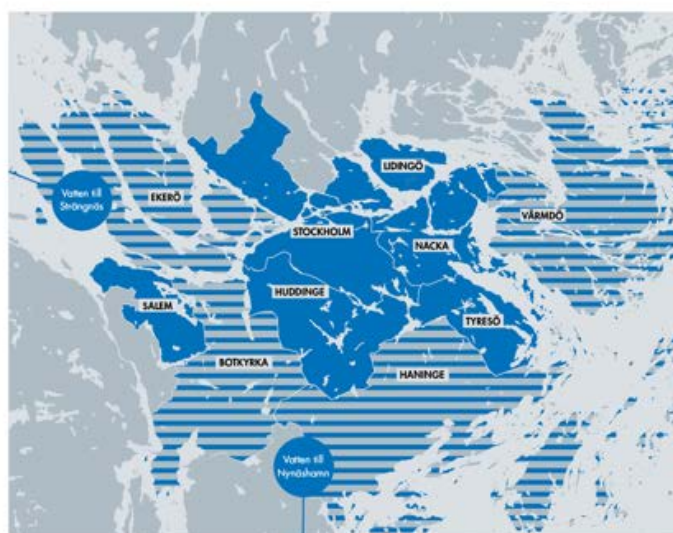 LIDINGÖ
Vatten till
Strängnäs
EKERÖ
VÄRMDÖ
STOCKHOLM
NACKA
HUDDINGE
SALEM
TYRESÖ
BOTKYRKA
HANINGE
Vatten till
Nynäshamn